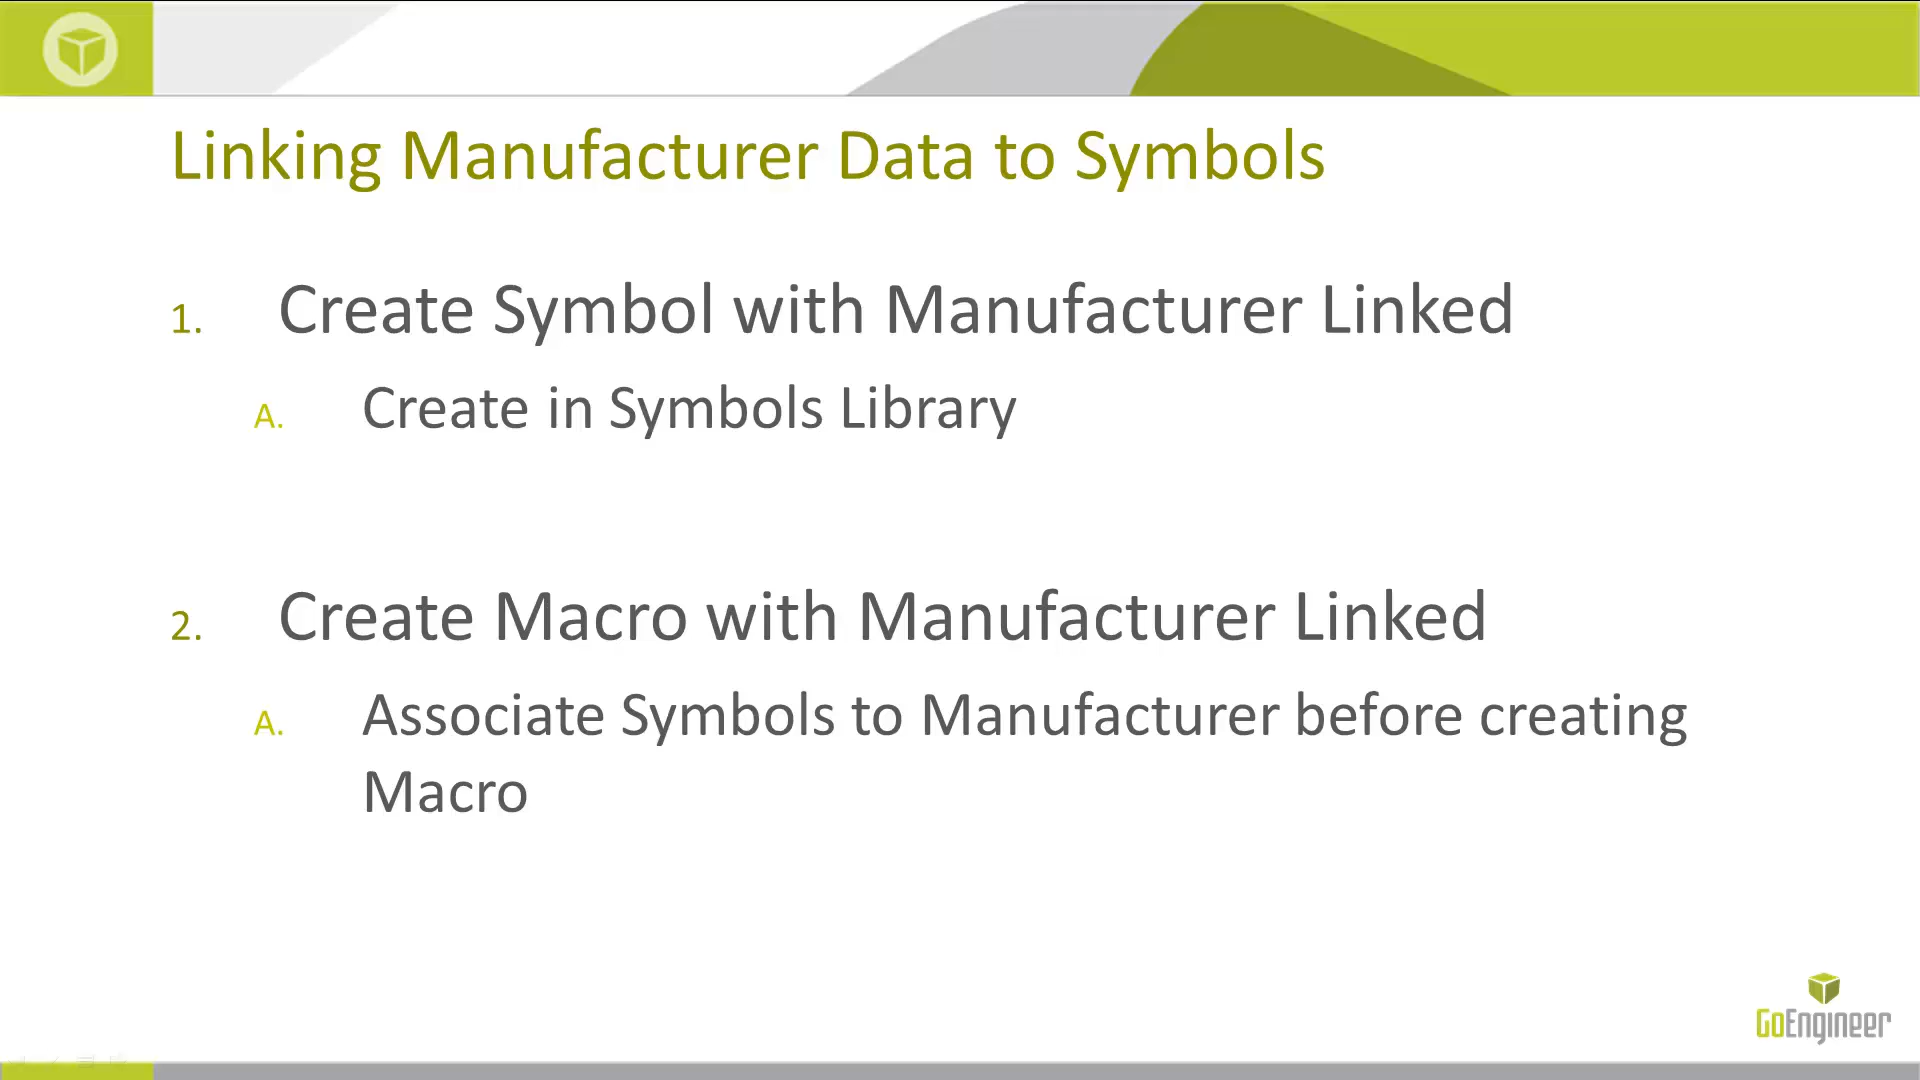 Linking Manufacturer Data to Symbols
1. Create Symbol with Manufacturer Linked
A. Create in Symbols Library
2. Create Macro with Manufacturer Linked
A. Associate Symbols to Manufacturer before creating
Macro
GoEngineer